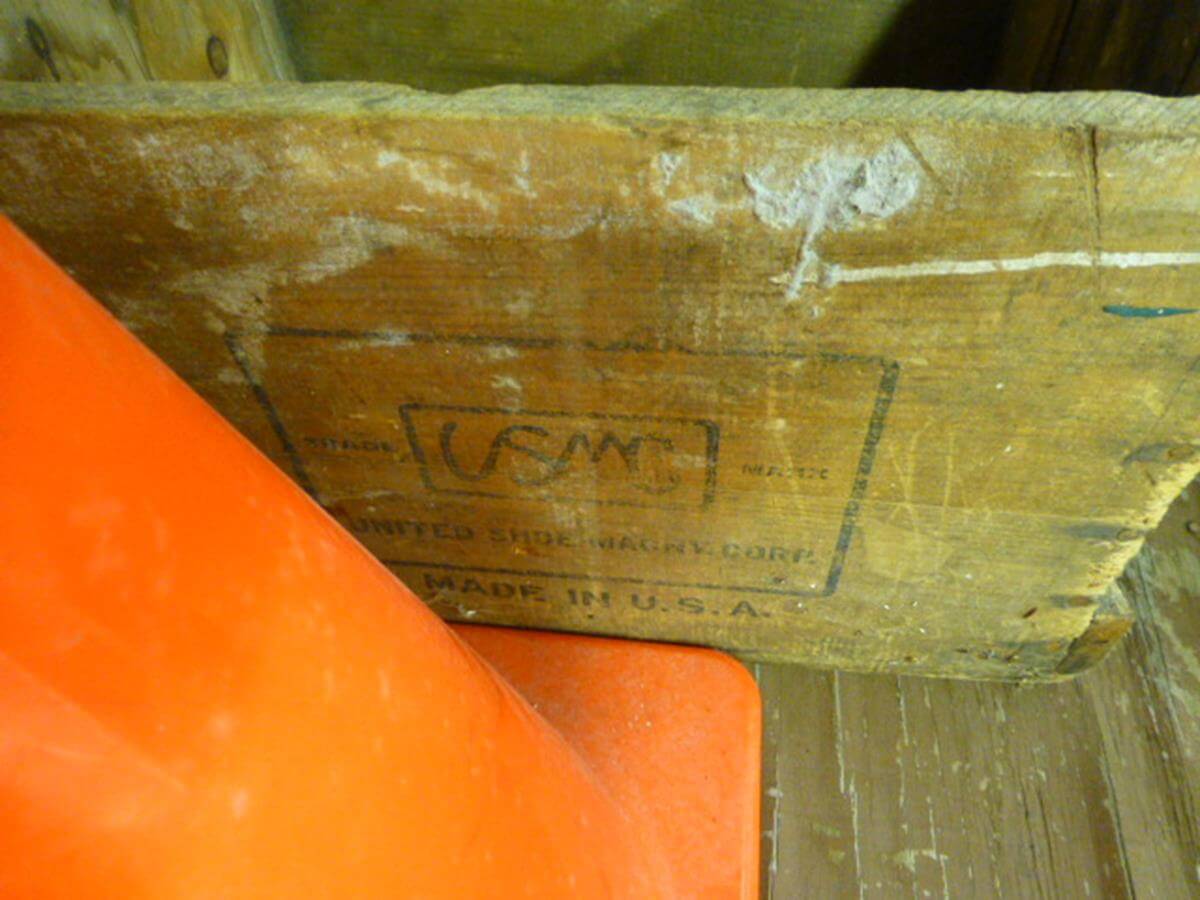 TRADE USMC MARK
UNITED SHOE MACHY. CORP.
MADE IN U.S.A.